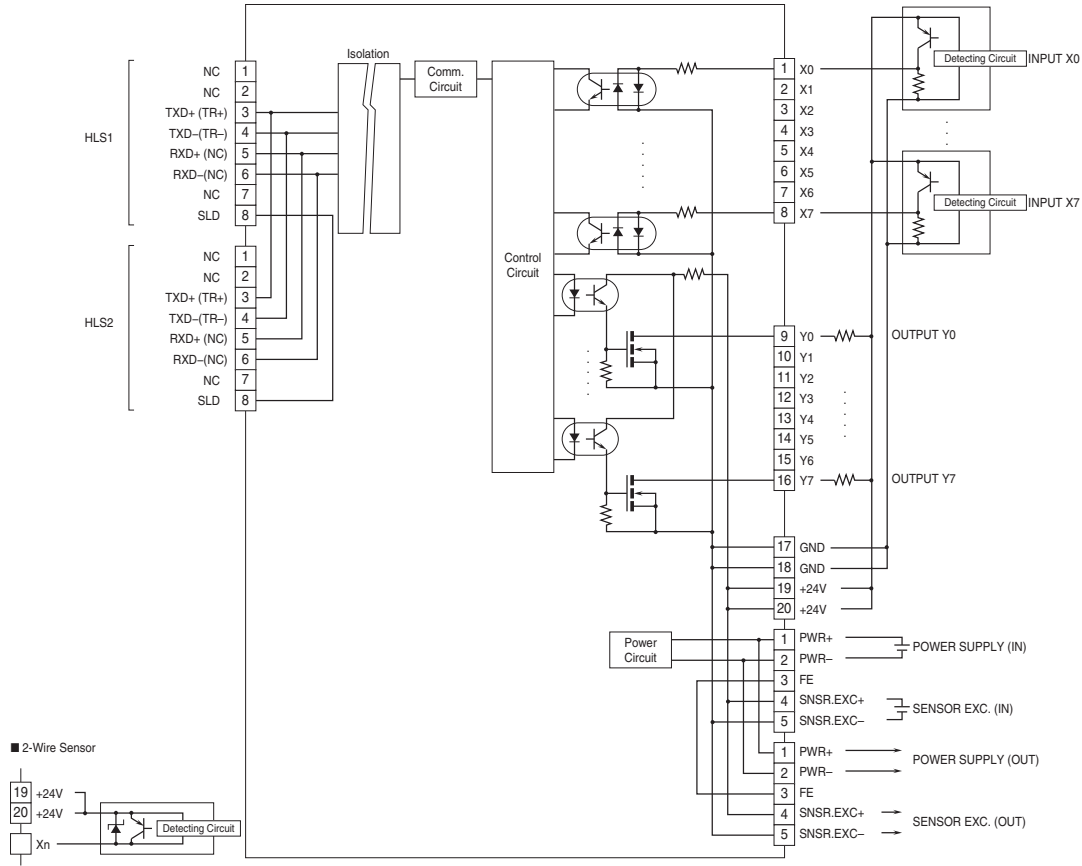 Isolation
Comm.
Circuit
Control
Circuit
HLS1
NC 1
NC 2
TXD+ (TR+) 3
TXD–(TR–) 4
RXD+ (NC) 5
RXD–(NC) 6
NC 7
SLD 8
HLS2
NC 1
NC 2
TXD+ (TR+) 3
TXD–(TR–) 4
RXD+ (NC) 5
RXD–(NC) 6
NC 7
SLD 8
1 X0
2 X1
3 X2
4 X3
5 X4
6 X5
7 X6
8 X7
Detecting Circuit INPUT X0
Detecting Circuit INPUT X7
9 Y0 OUTPUT Y0
10 Y1
11 Y2
12 Y3
13 Y4
14 Y5
15 Y6
16 Y7 OUTPUT Y7
17 GND
18 GND
19 +24V
20 +24V
Power
Circuit
1 PWR+
2 PWR–
POWER SUPPLY (IN)
3 FE
4 SNSR.EXC+
5 SNSR.EXC–
SENSOR EXC. (IN)
1 PWR+
2 PWR–
POWER SUPPLY (OUT)
3 FE
4 SNSR.EXC+
5 SNSR.EXC–
SENSOR EXC. (OUT)
■ 2-Wire Sensor
19 +24V
20 +24V
Xn
Detecting Circuit